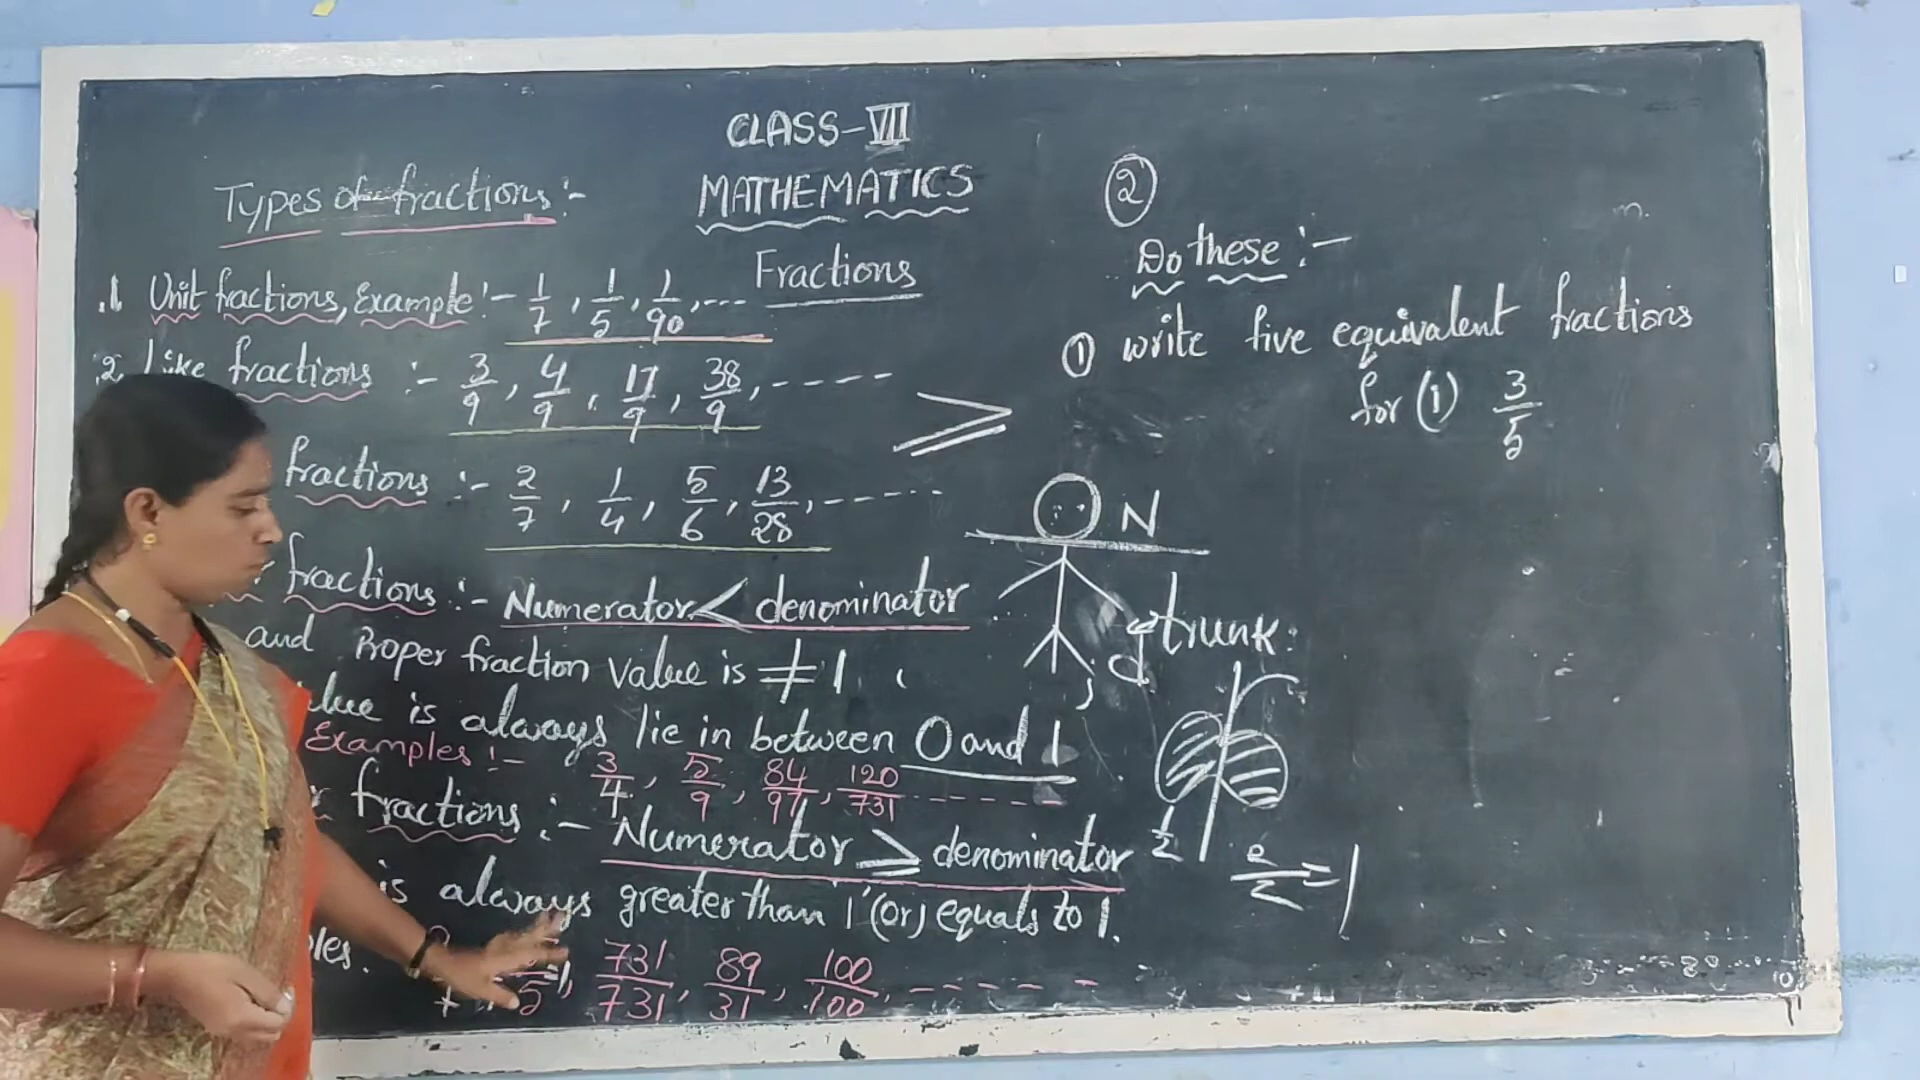 CLASS-VII
MATHEMATICS
Fractions
Types of fractions:-
.1. Unit fractions, Example:- 1/7, 1/5, 1/90, ...
.2. Like fractions :- 3/9, 4/9, 17/9, 38/9, ----
fractions :- 2/7, 1/4, 5/6, 13/28, -----
fractions :- Numerator < denominator
and Proper fraction Value is ≠ 1
is always lie in between 0 and 1
Examples :- 3/4, 5/9, 84/97, 120/731 -----
fractions :- Numerator ≥ denominator
is always greater than 1 (or) equals to 1.
5 =1, 731/731, 89/31, 100/100, -----
>
②
Do these :-
① write five equivalent fractions
for (1) 3/5
N
trunk
1/2
2/2 = 1